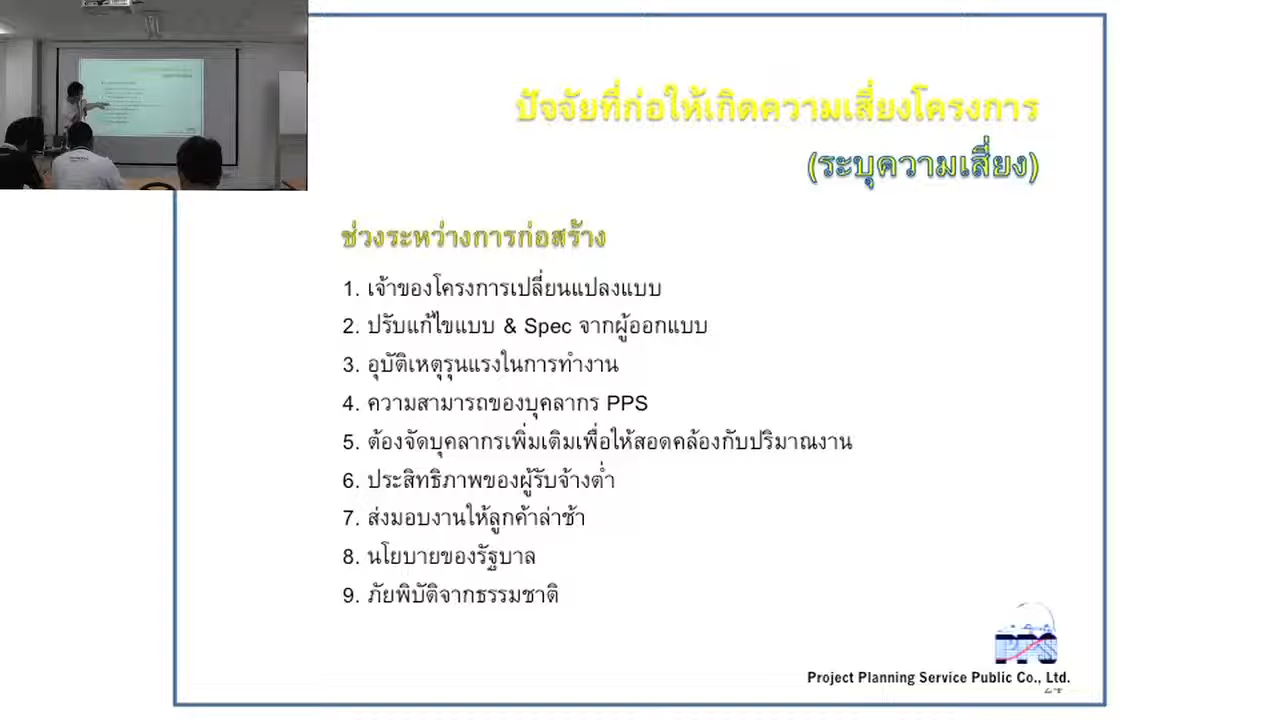 ปัจจัยที่ก่อให้เกิดความเสี่ยงโครงการ
(ระบุความเสี่ยง)
ช่วงระหว่างการก่อสร้าง
1. เจ้าของโครงการเปลี่ยนแปลงแบบ
2. ปรับแก้ไขแบบ & Spec จากผู้ออกแบบ
3. อุบัติเหตุรุนแรงในการทำงาน
4. ความสามารถของบุคลากร PPS
5. ต้องจัดบุคลากรเพิ่มเติมเพื่อให้สอดคล้องกับปริมาณงาน
6. ประสิทธิภาพของผู้รับจ้างต่ำ
7. ส่งมอบงานให้ลูกค้าล่าช้า
8. นโยบายของรัฐบาล
9. ภัยพิบัติจากธรรมชาติ
PPS
Project Planning Service Public Co., Ltd.